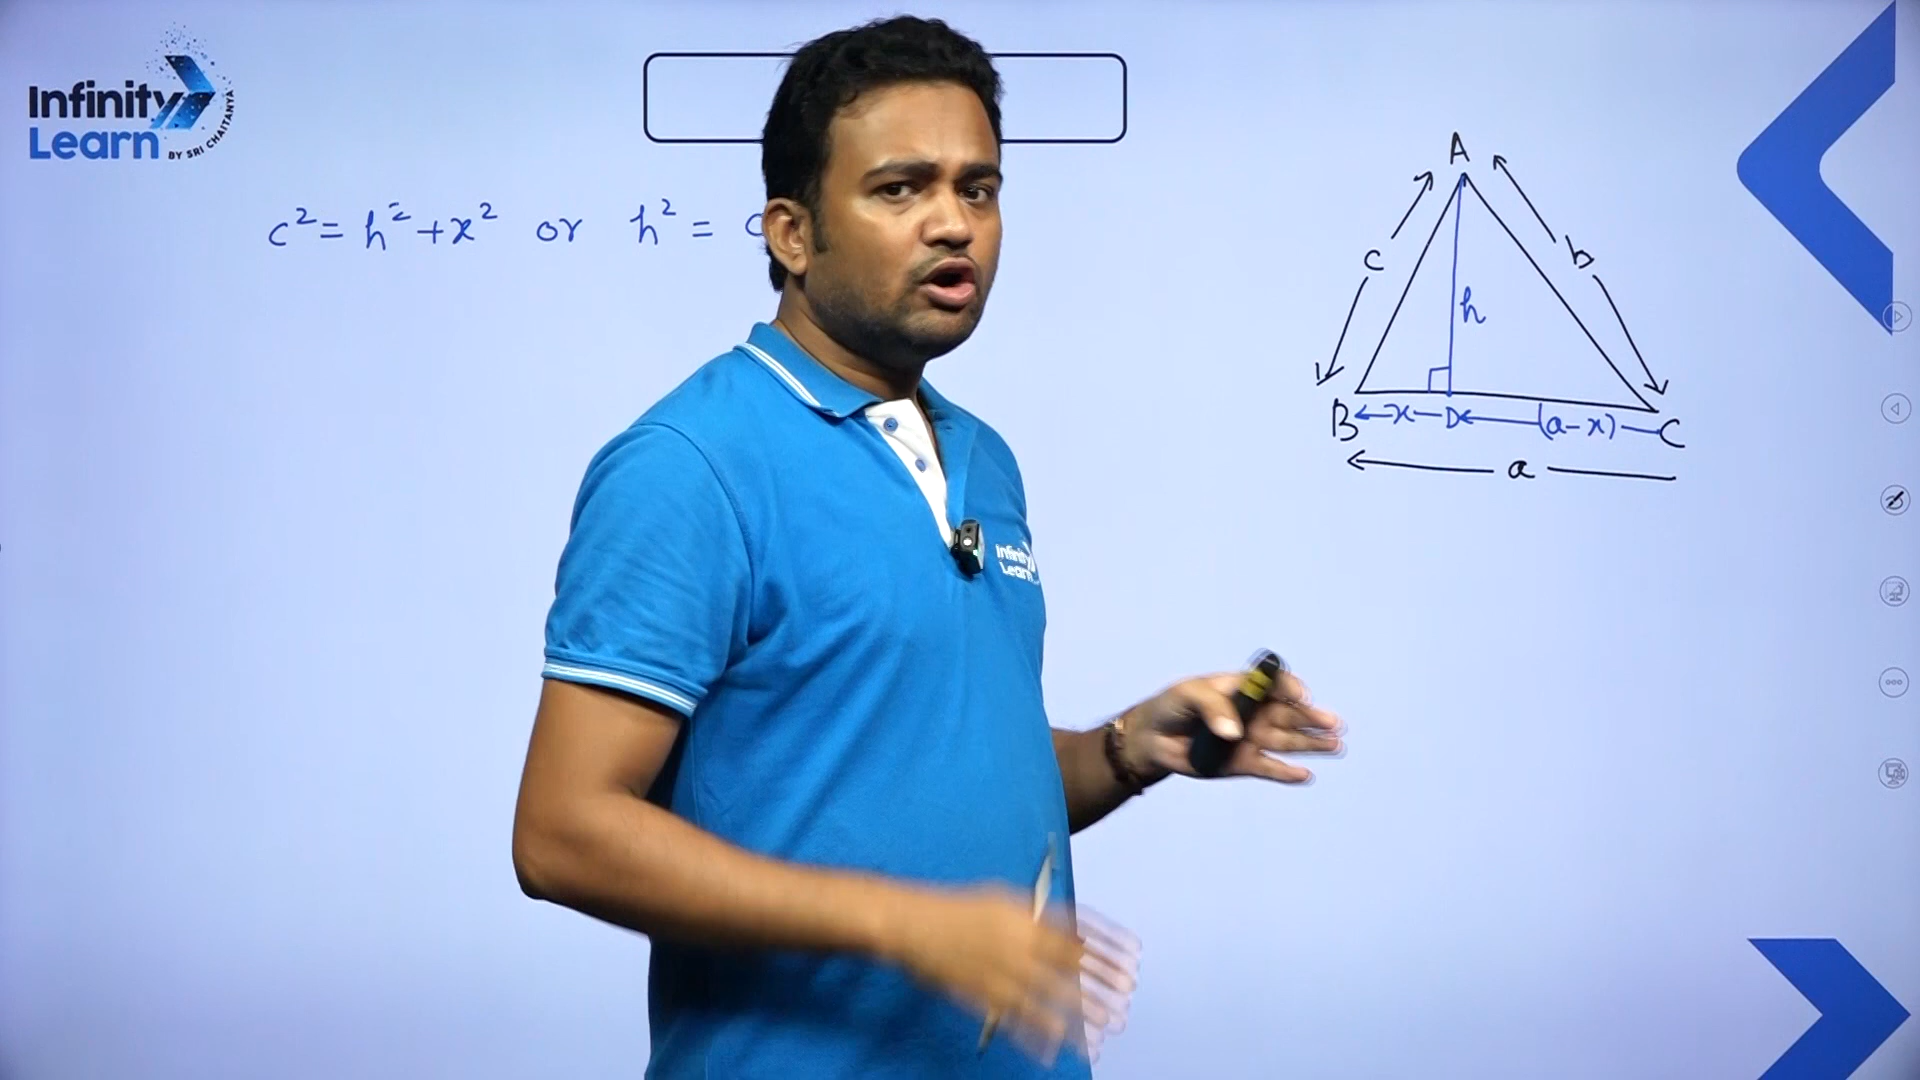 Infinity
Learn
BY SRI CHAITANYA
c² = h² + x² or h² = c
A
c
b
h
B x D (a-x) C
a
Infinity
Learn